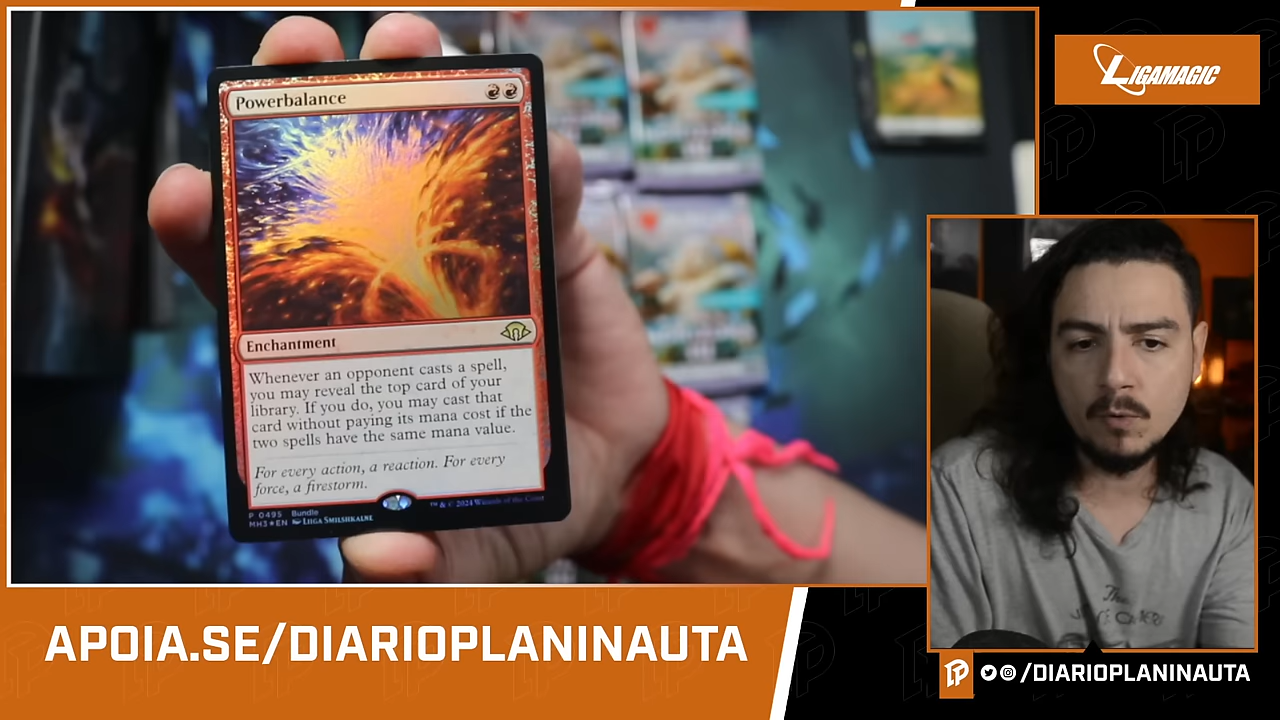 Powerbalance
Enchantment
Whenever an opponent casts a spell,
you may reveal the top card of your
library. If you do, you may cast that
card without paying its mana cost if the
two spells have the same mana value.
For every action, a reaction. For every
force, a firestorm.
P 0495 Bundle
MH3★EN LIIGA SMILSHKALNE
™ & © 2024 Wizards of the Coast
LIGAMAGIC
APOIA.SE/DIARIOPLANINAUTA
/DIARIOPLANINAUTA